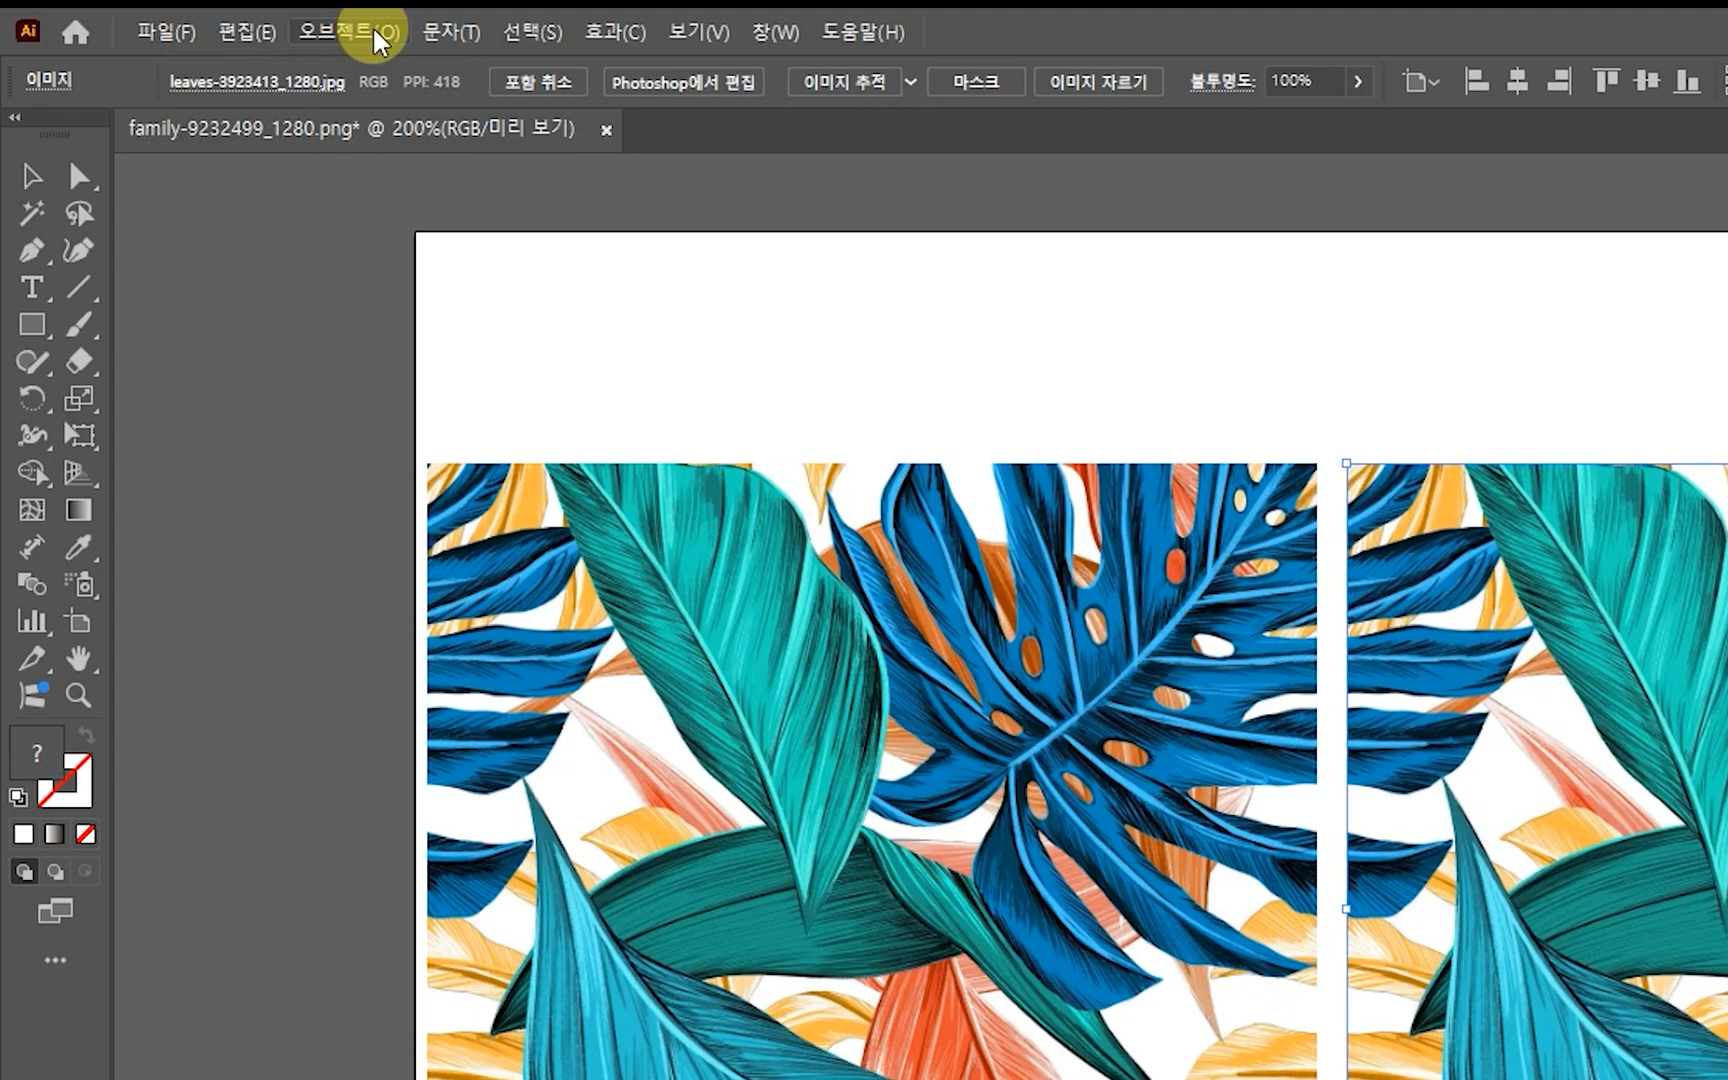 Ai 파일(F) 편집(E) 오브젝트(O) 문자(T) 선택(S) 효과(C) 보기(V) 창(W) 도움말(H)
이미지 leaves-3923413_1280.jpg RGB PPI: 418 포함 취소 Photoshop에서 편집 이미지 추적 마스크 이미지 자르기 불투명도: 100%
family-9232499_1280.png* @ 200%(RGB/미리 보기) ×
T
?